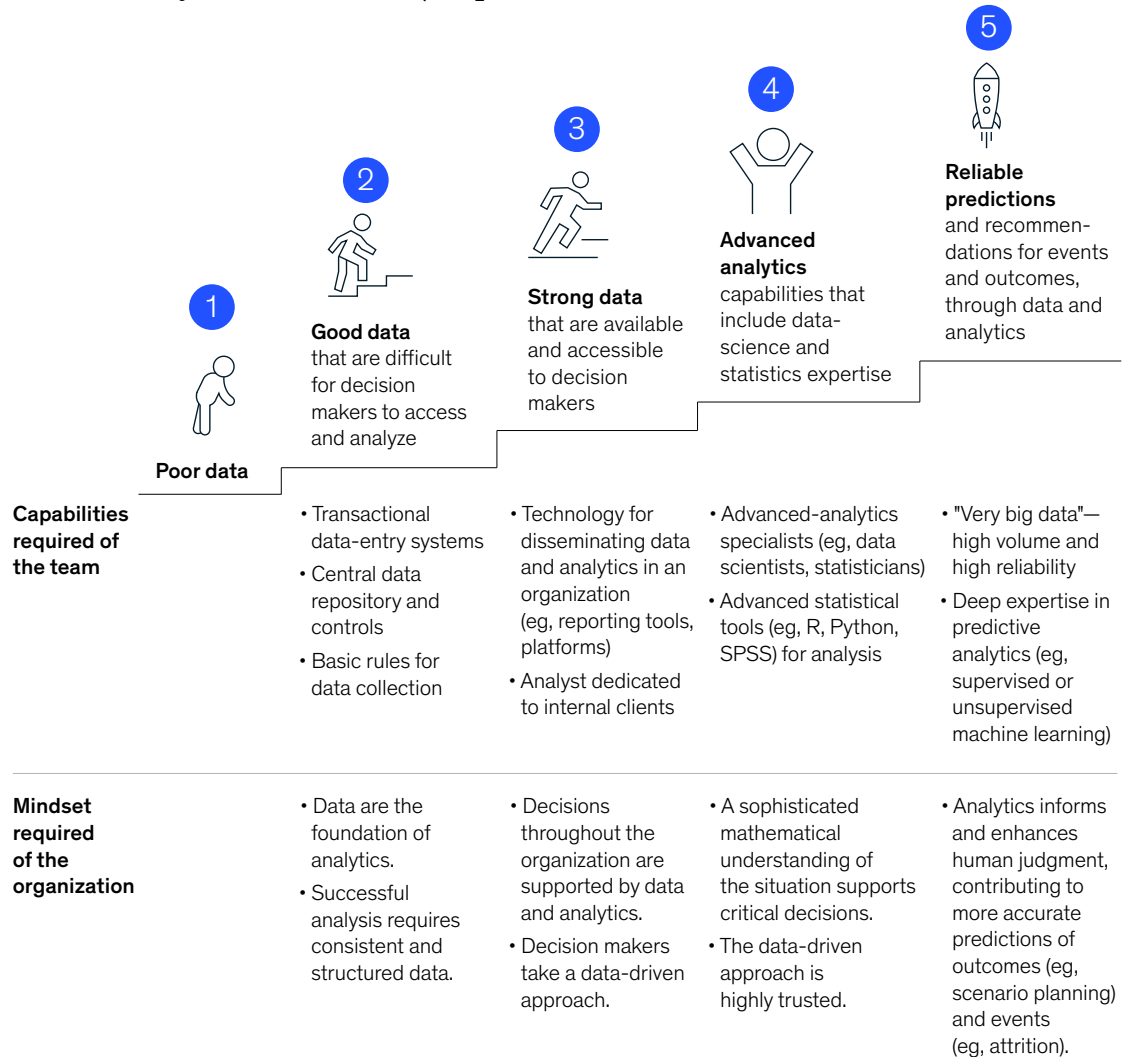 1
Poor data
2
Good data
that are difficult
for decision
makers to access
and analyze
3
Strong data
that are available
and accessible
to decision
makers
4
Advanced
analytics
capabilities that
include data-
science and
statistics expertise
5
Reliable
predictions
and recommen-
dations for events
and outcomes,
through data and
analytics
Capabilities
required of
the team
• Transactional
data-entry systems
• Central data
repository and
controls
• Basic rules for
data collection
• Technology for
disseminating data
and analytics in an
organization
(eg, reporting tools,
platforms)
• Analyst dedicated
to internal clients
• Advanced-analytics
specialists (eg, data
scientists, statisticians)
• Advanced statistical
tools (eg, R, Python,
SPSS) for analysis
• "Very big data"—
high volume and
high reliability
• Deep expertise in
predictive
analytics (eg,
supervised or
unsupervised
machine learning)
Mindset
required
of the
organization
• Data are the
foundation of
analytics.
• Successful
analysis requires
consistent and
structured data.
• Decisions
throughout the
organization are
supported by data
and analytics.
• Decision makers
take a data-driven
approach.
• A sophisticated
mathematical
understanding of
the situation supports
critical decisions.
• The data-driven
approach is
highly trusted.
• Analytics informs
and enhances
human judgment,
contributing to
more accurate
predictions of
outcomes (eg,
scenario planning)
and events
(eg, attrition).